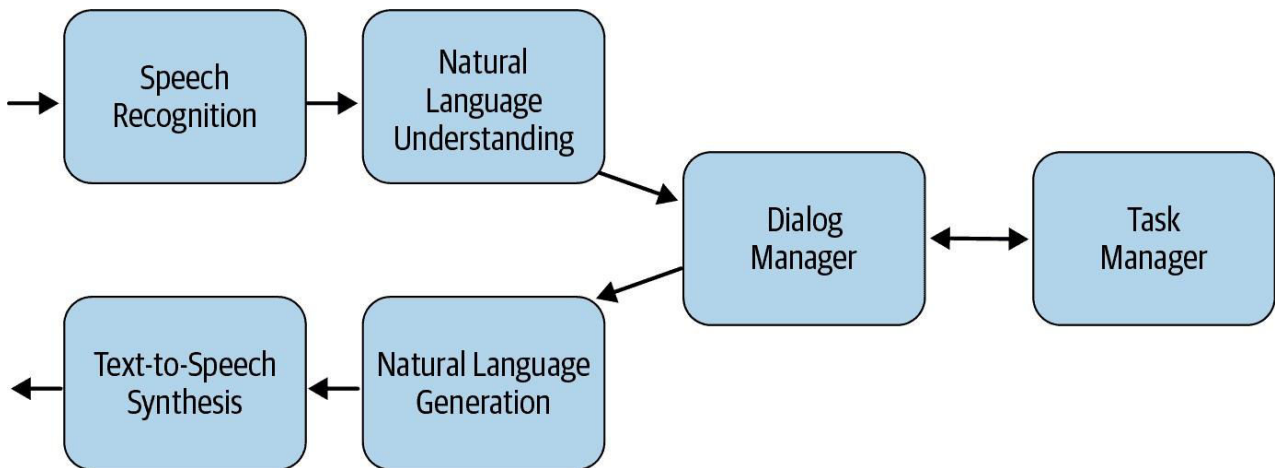 Speech
Recognition
Natural
Language
Understanding
Dialog
Manager
Task
Manager
Text-to-Speech
Synthesis
Natural Language
Generation